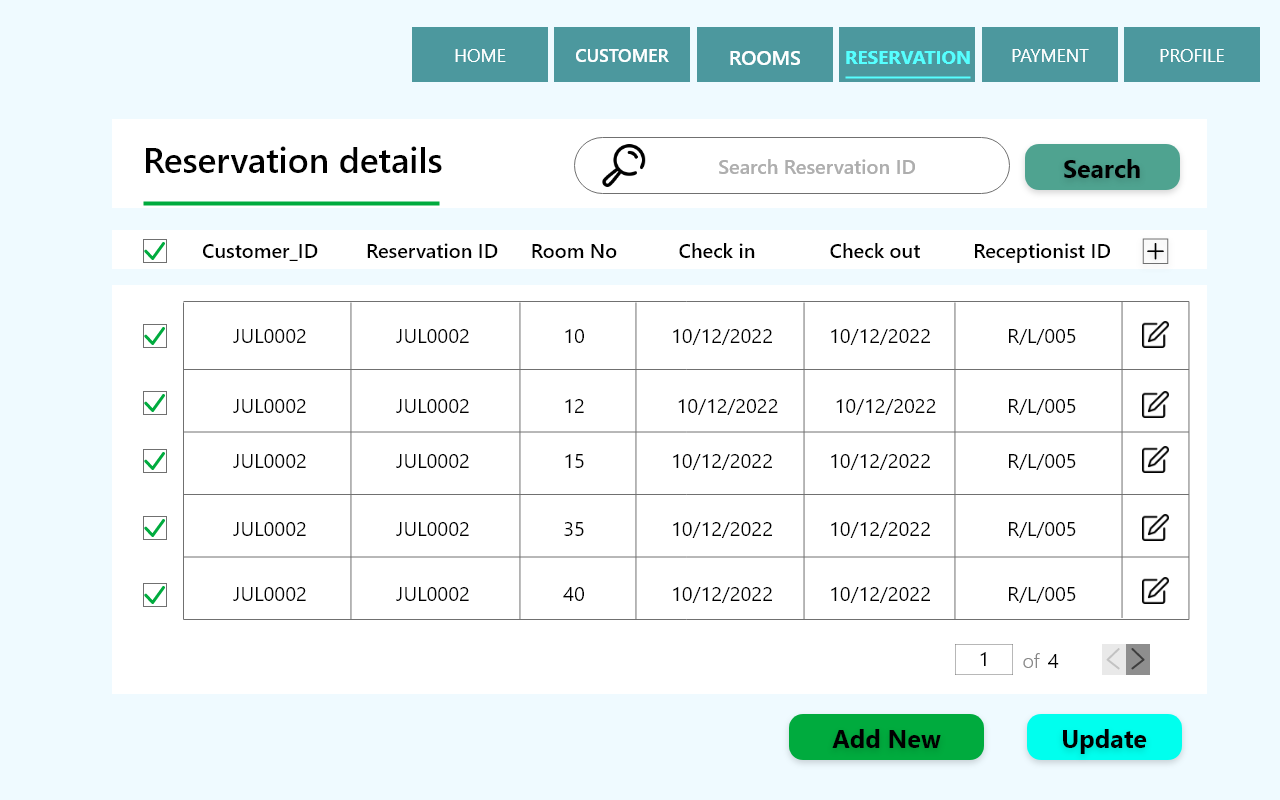 HOME CUSTOMER ROOMS RESERVATION PAYMENT PROFILE
Reservation details Search Reservation ID Search
Customer_ID Reservation ID Room No Check in Check out Receptionist ID
JUL0002 JUL0002 10 10/12/2022 10/12/2022 R/L/005
JUL0002 JUL0002 12 10/12/2022 10/12/2022 R/L/005
JUL0002 JUL0002 15 10/12/2022 10/12/2022 R/L/005
JUL0002 JUL0002 35 10/12/2022 10/12/2022 R/L/005
JUL0002 JUL0002 40 10/12/2022 10/12/2022 R/L/005
1 of 4
Add New Update